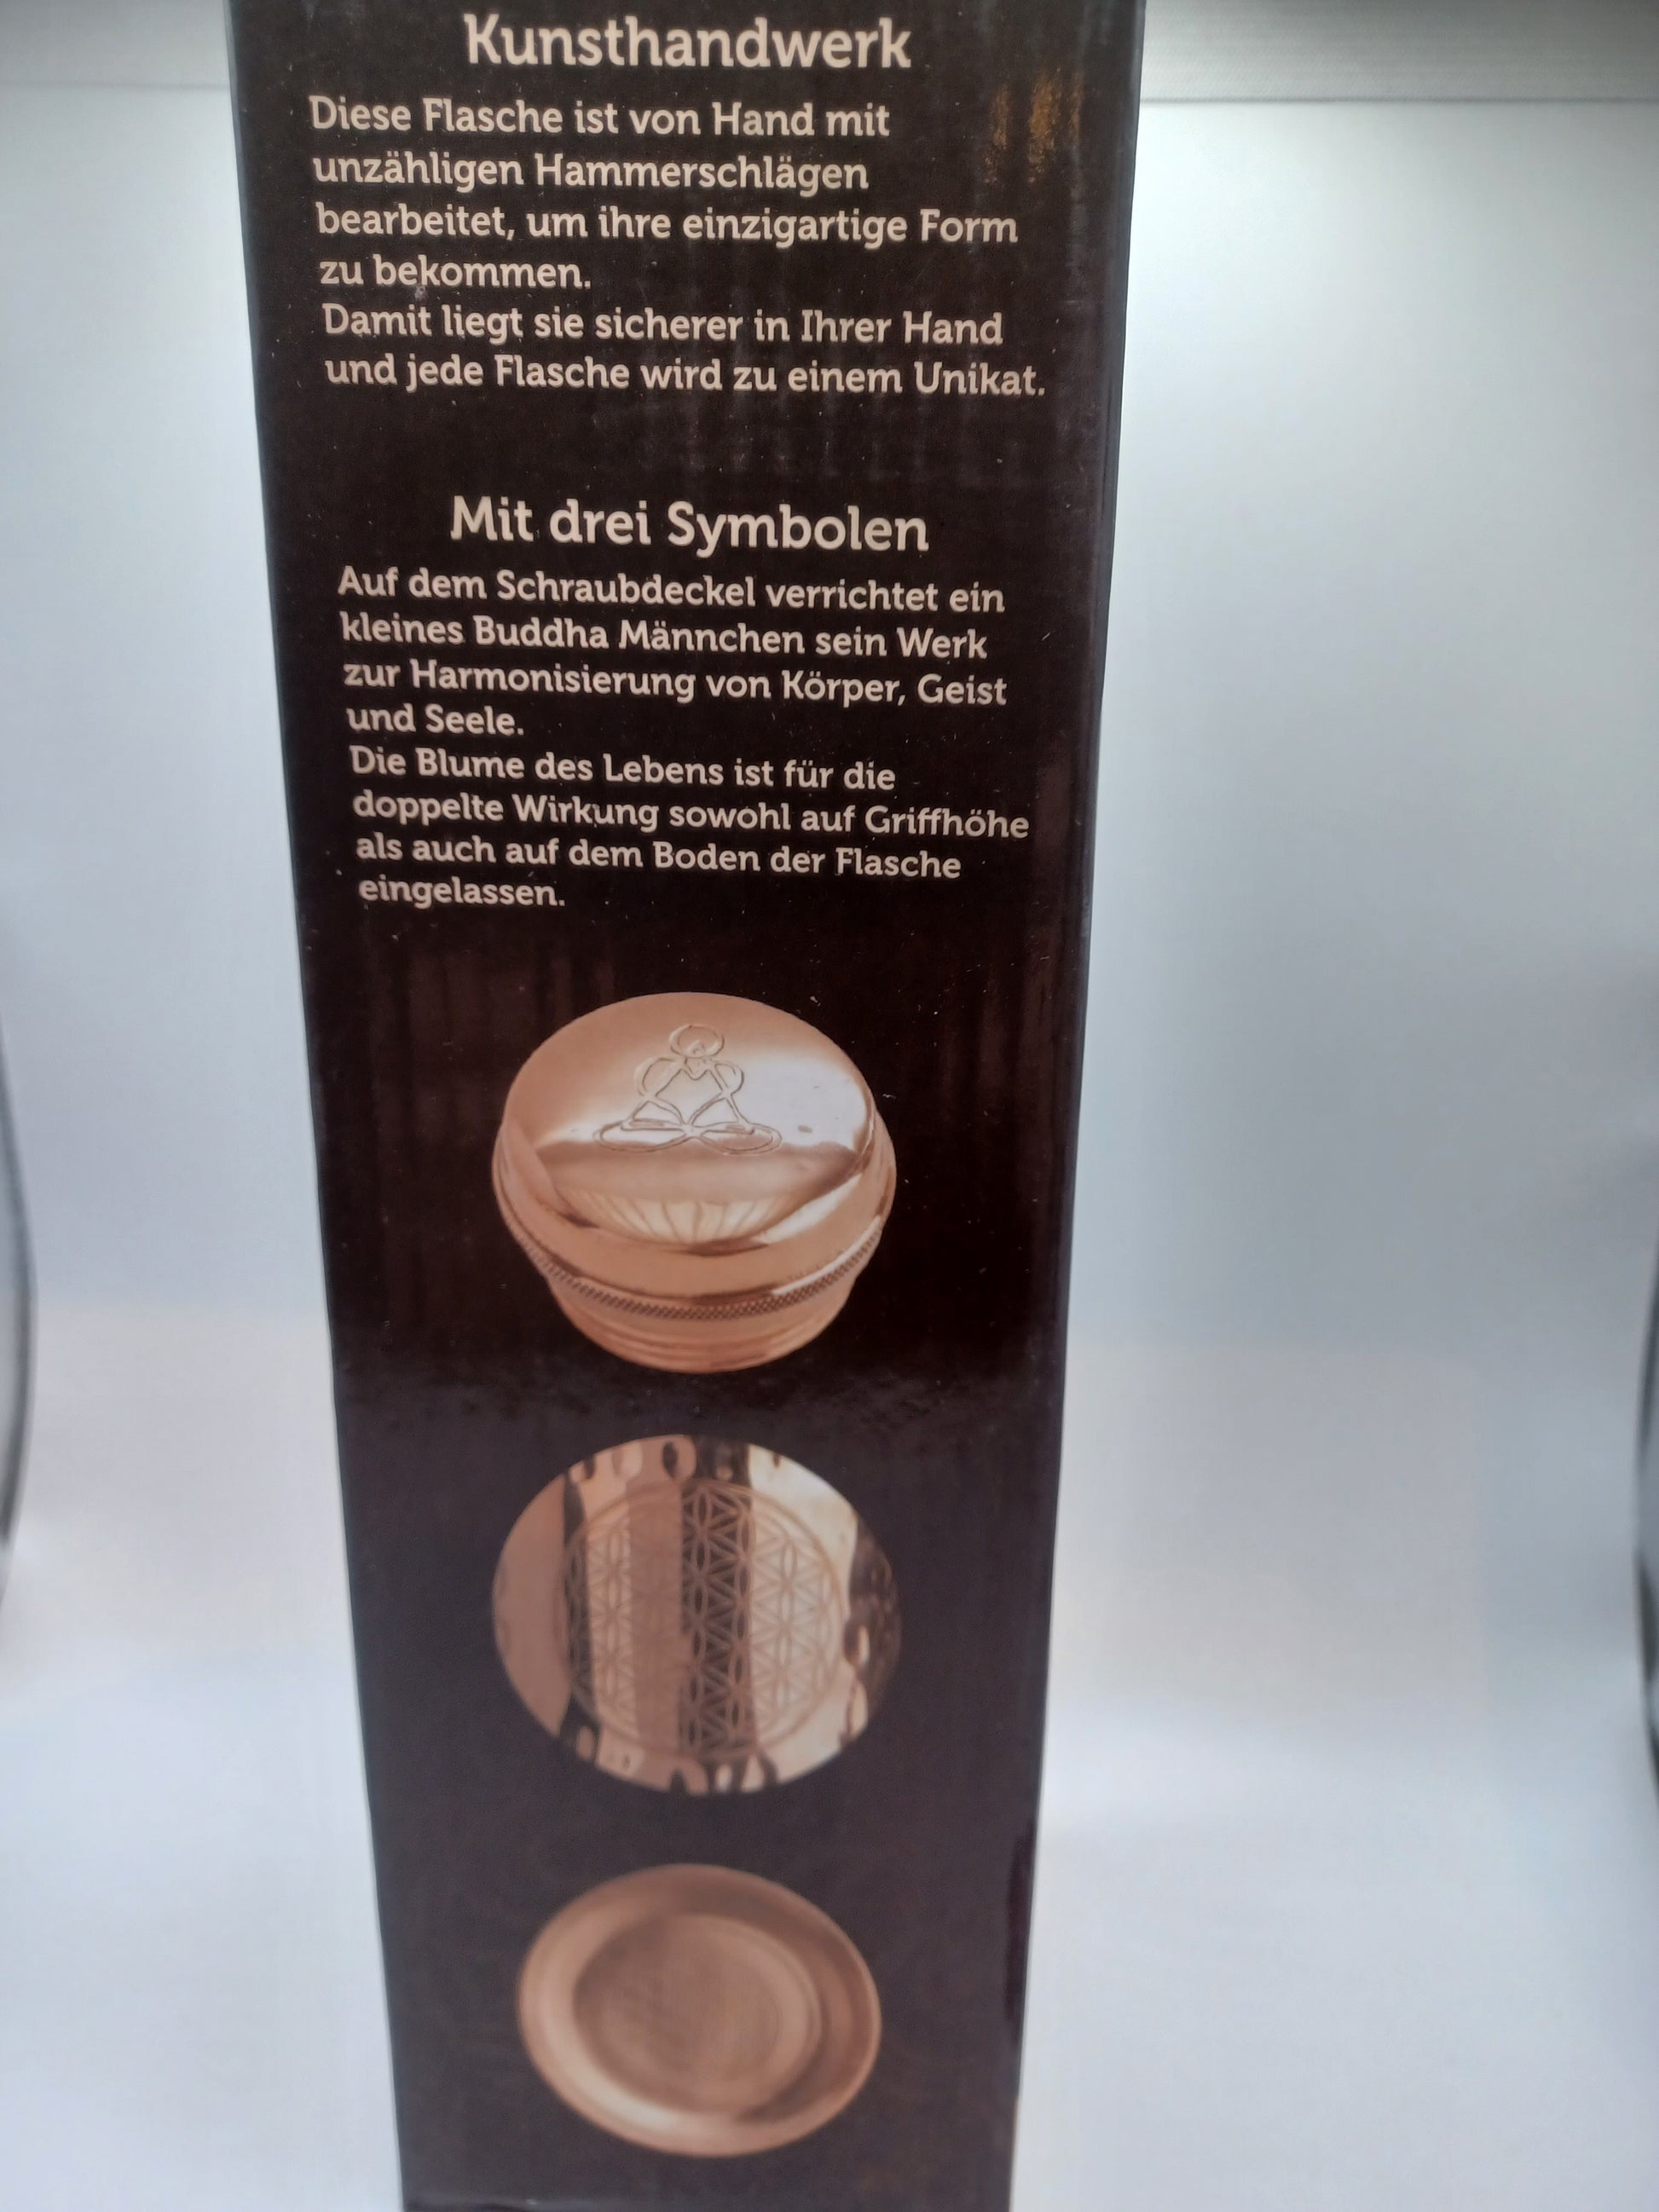 Kunsthandwerk
Diese Flasche ist von Hand mit
unzähligen Hammerschlägen
bearbeitet, um ihre einzigartige Form
zu bekommen.
Damit liegt sie sicherer in Ihrer Hand
und jede Flasche wird zu einem Unikat.
Mit drei Symbolen
Auf dem Schraubdeckel verrichtet ein
kleines Buddha Männchen sein Werk
zur Harmonisierung von Körper, Geist
und Seele.
Die Blume des Lebens ist für die
doppelte Wirkung sowohl auf Griffhöhe
als auch auf dem Boden der Flasche
eingelassen.